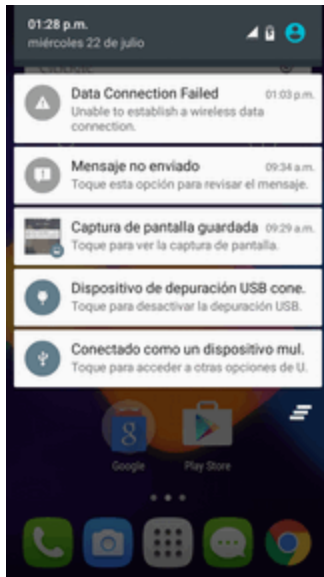 01:28 p.m.
miércoles 22 de julio
Data Connection Failed 01:03 p.m.
Unable to establish a wireless data
connection.
Mensaje no enviado 09:34 a.m.
Toque esta opción para revisar el mensaje.
Captura de pantalla guardada 09:29 a.m.
Toque para ver la captura de pantalla.
Dispositivo de depuración USB cone.
Toque para desactivar la depuración USB.
Conectado como un dispositivo mul.
Toque para acceder a otras opciones de U.
8
Google Play Store